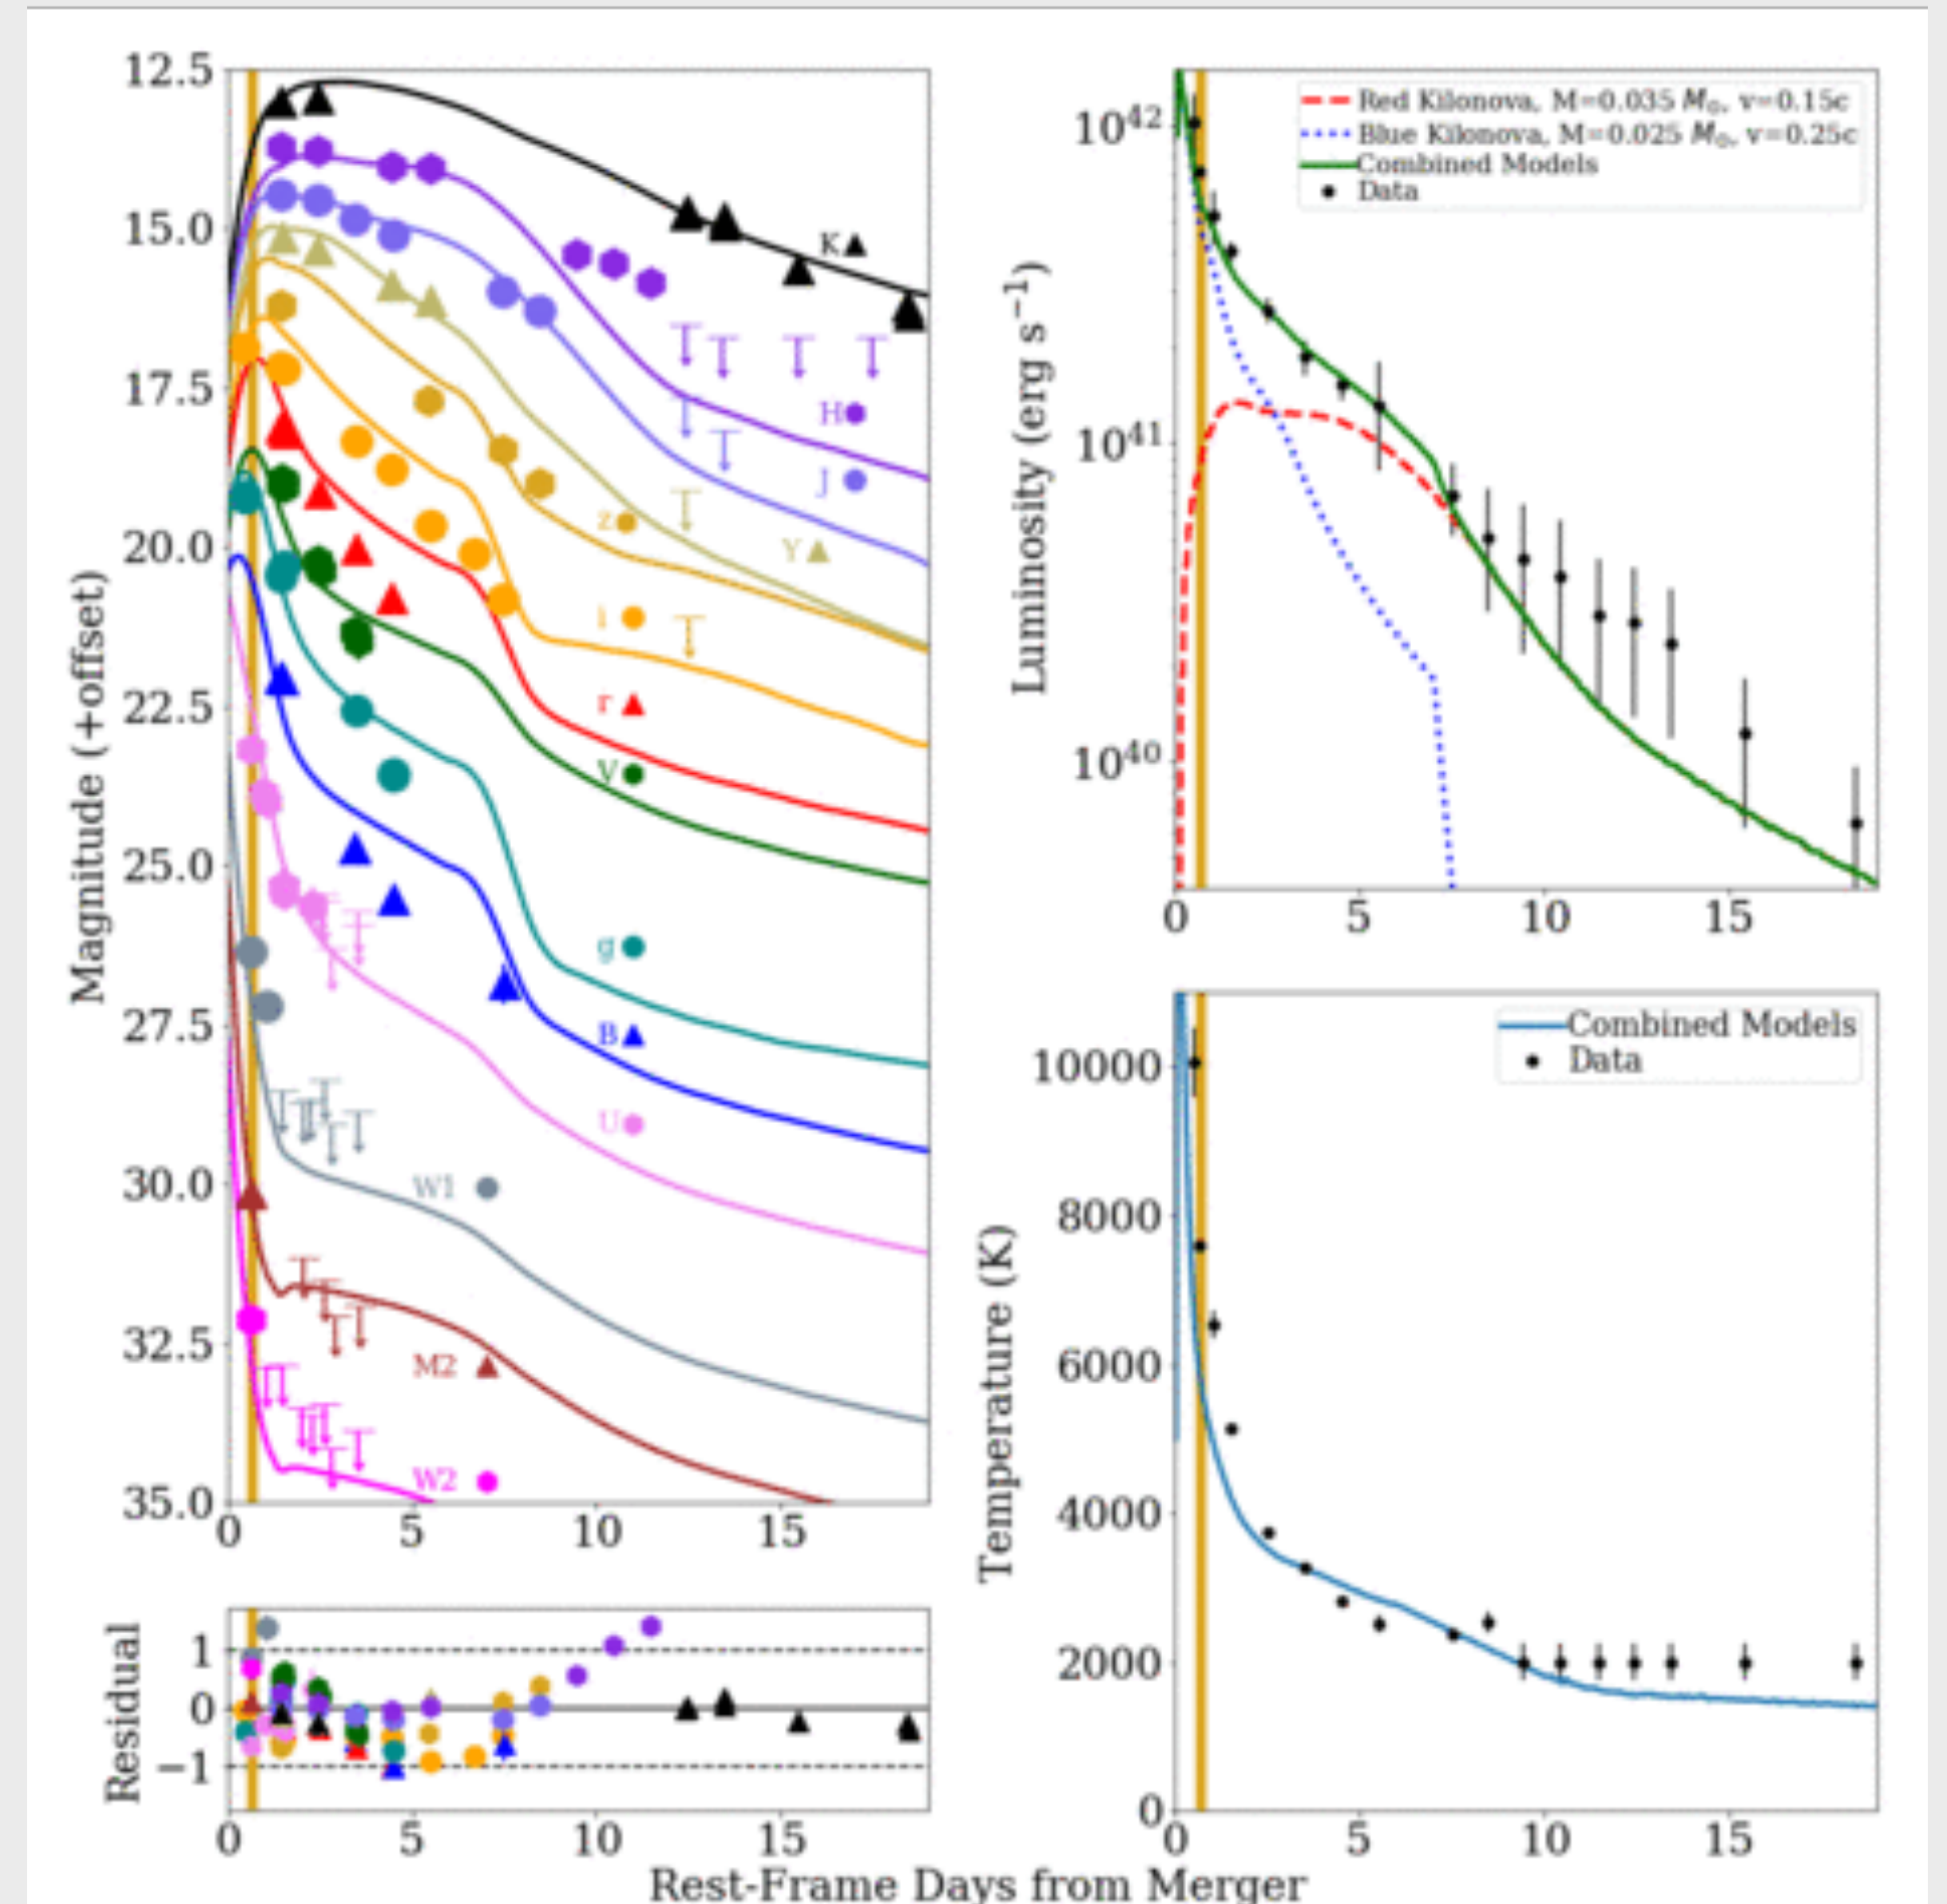 12.5
15.0
17.5
20.0
22.5
25.0
27.5
30.0
32.5
35.0
Magnitude (+offset)
K
H
J
z
Y
i
r
V
g
B
U
W1
M2
W2
0 5 10 15
Red Kilonova, M=0.035 M⊙, v=0.15c
Blue Kilonova, M=0.025 M⊙, v=0.25c
Combined Models
Data
10⁴²
10⁴¹
10⁴⁰
Luminosity (erg s⁻¹)
0 5 10 15
Combined Models
Data
10000
8000
6000
4000
2000
0
Temperature (K)
0 5 10 15
1
0
−1
Residual
0 5 10 15
Rest-Frame Days from Merger